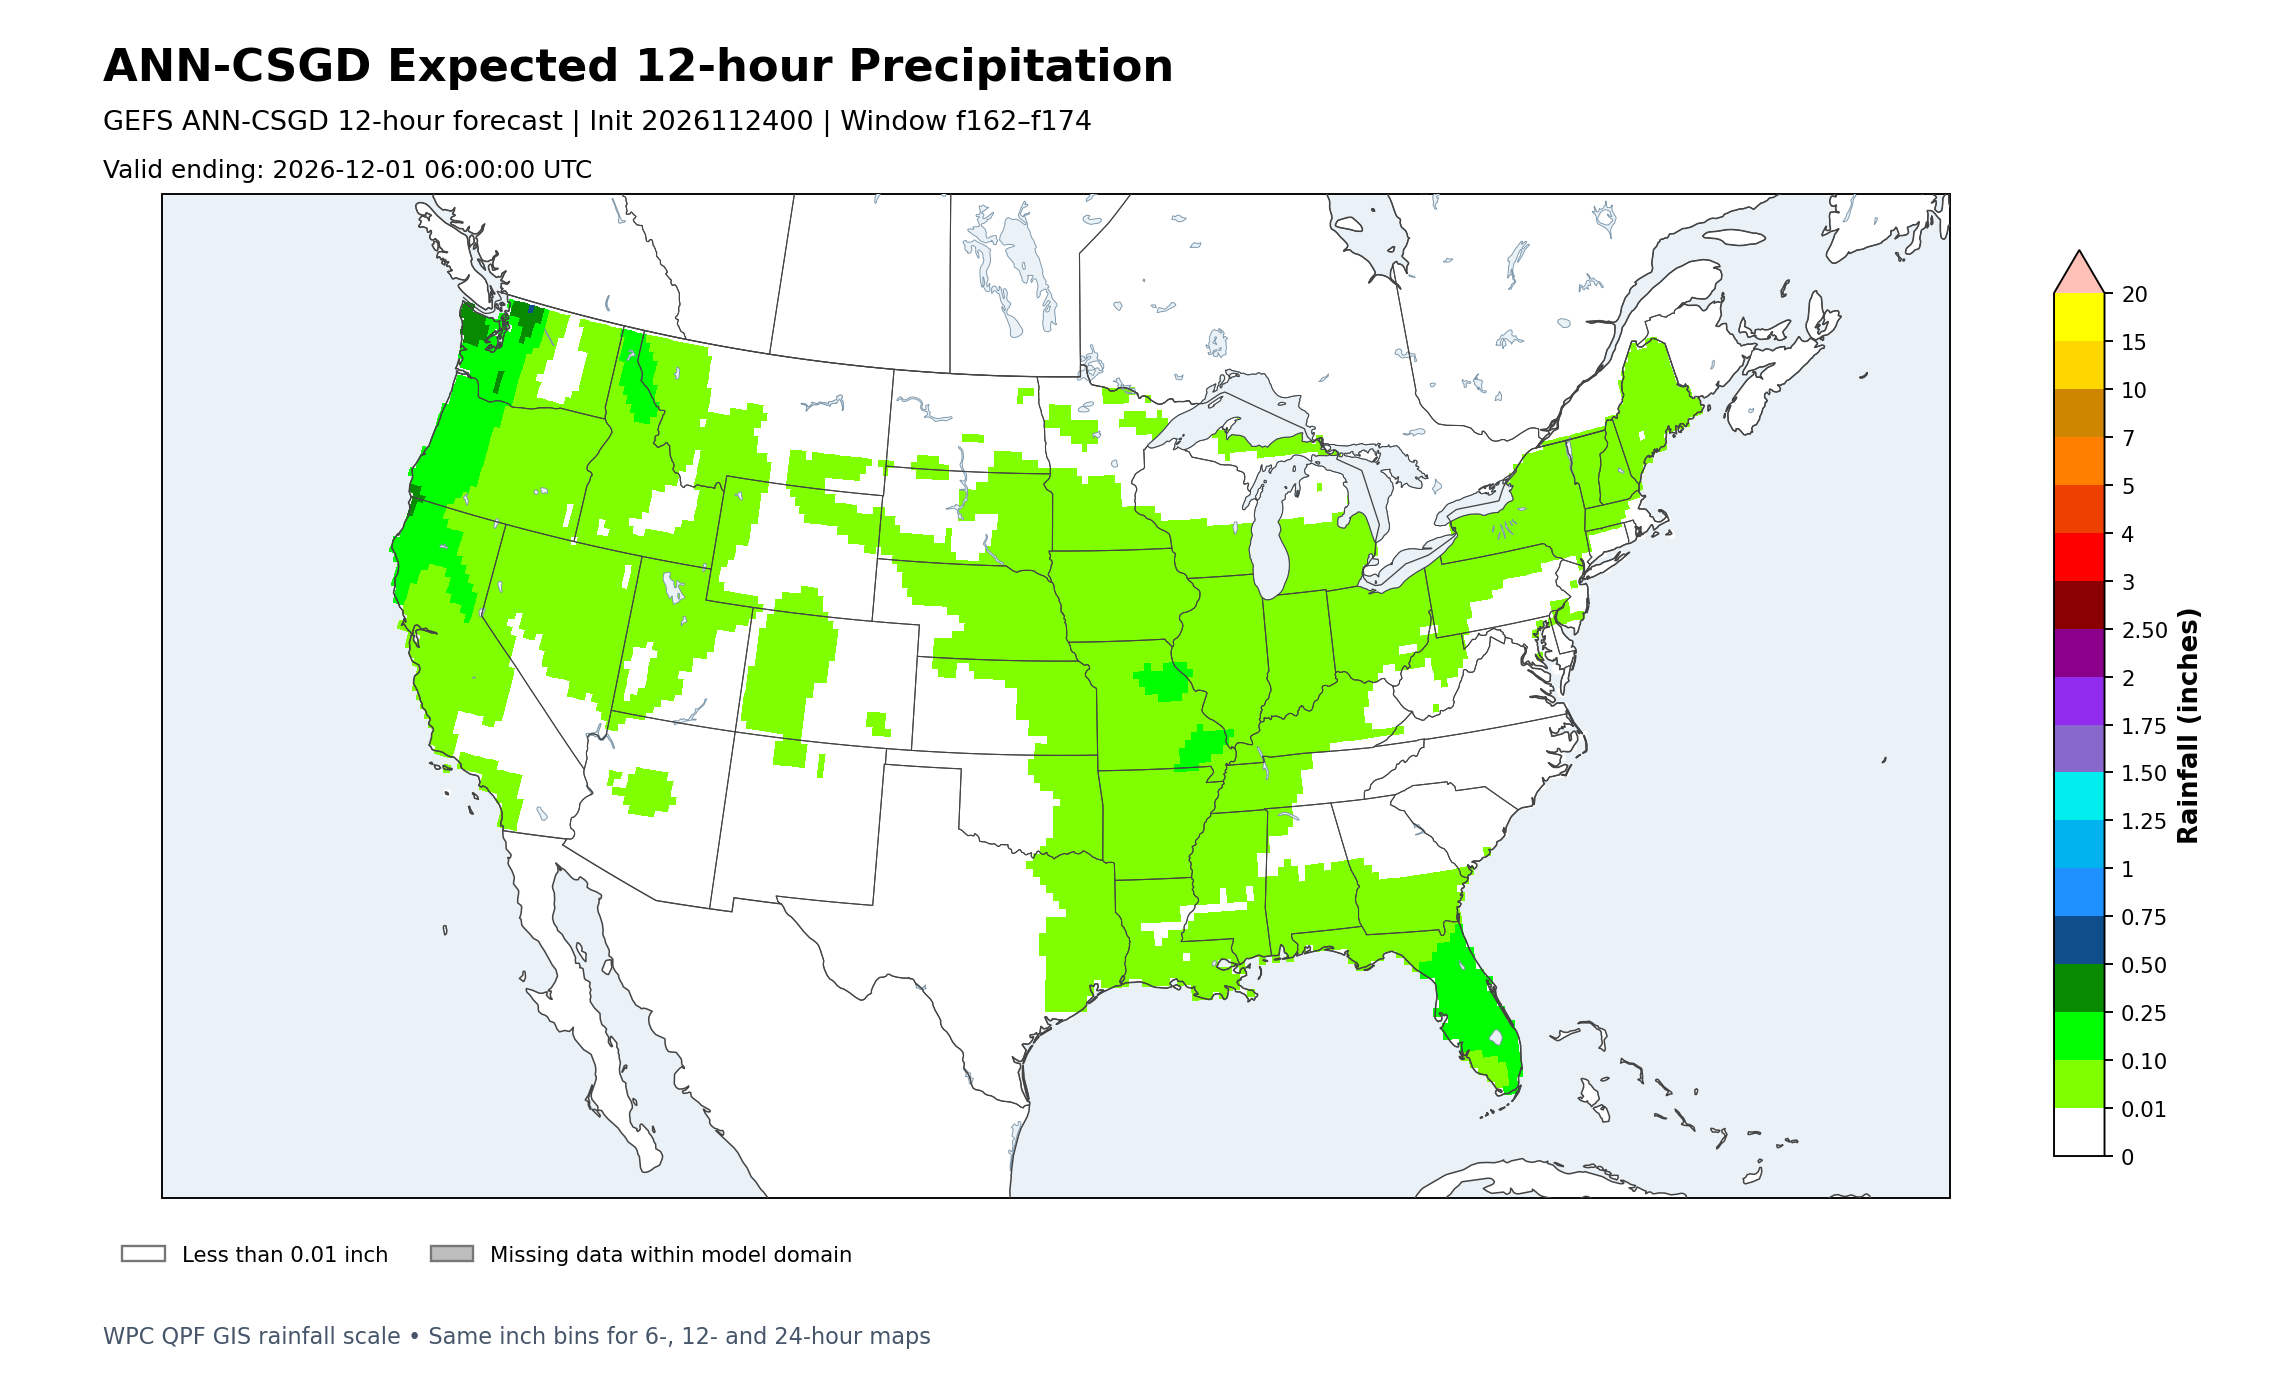 ANN-CSGD Expected 12-hour Precipitation
GEFS ANN-CSGD 12-hour forecast | Init 2026112400 | Window f162–f174
Valid ending: 2026-12-01 06:00:00 UTC
20
15
10
7
5
4
3
2.50
2
1.75
1.50
1.25
1
0.75
0.50
0.25
0.10
0.01
0
Rainfall (inches)
Less than 0.01 inch
Missing data within model domain
WPC QPF GIS rainfall scale • Same inch bins for 6-, 12- and 24-hour maps